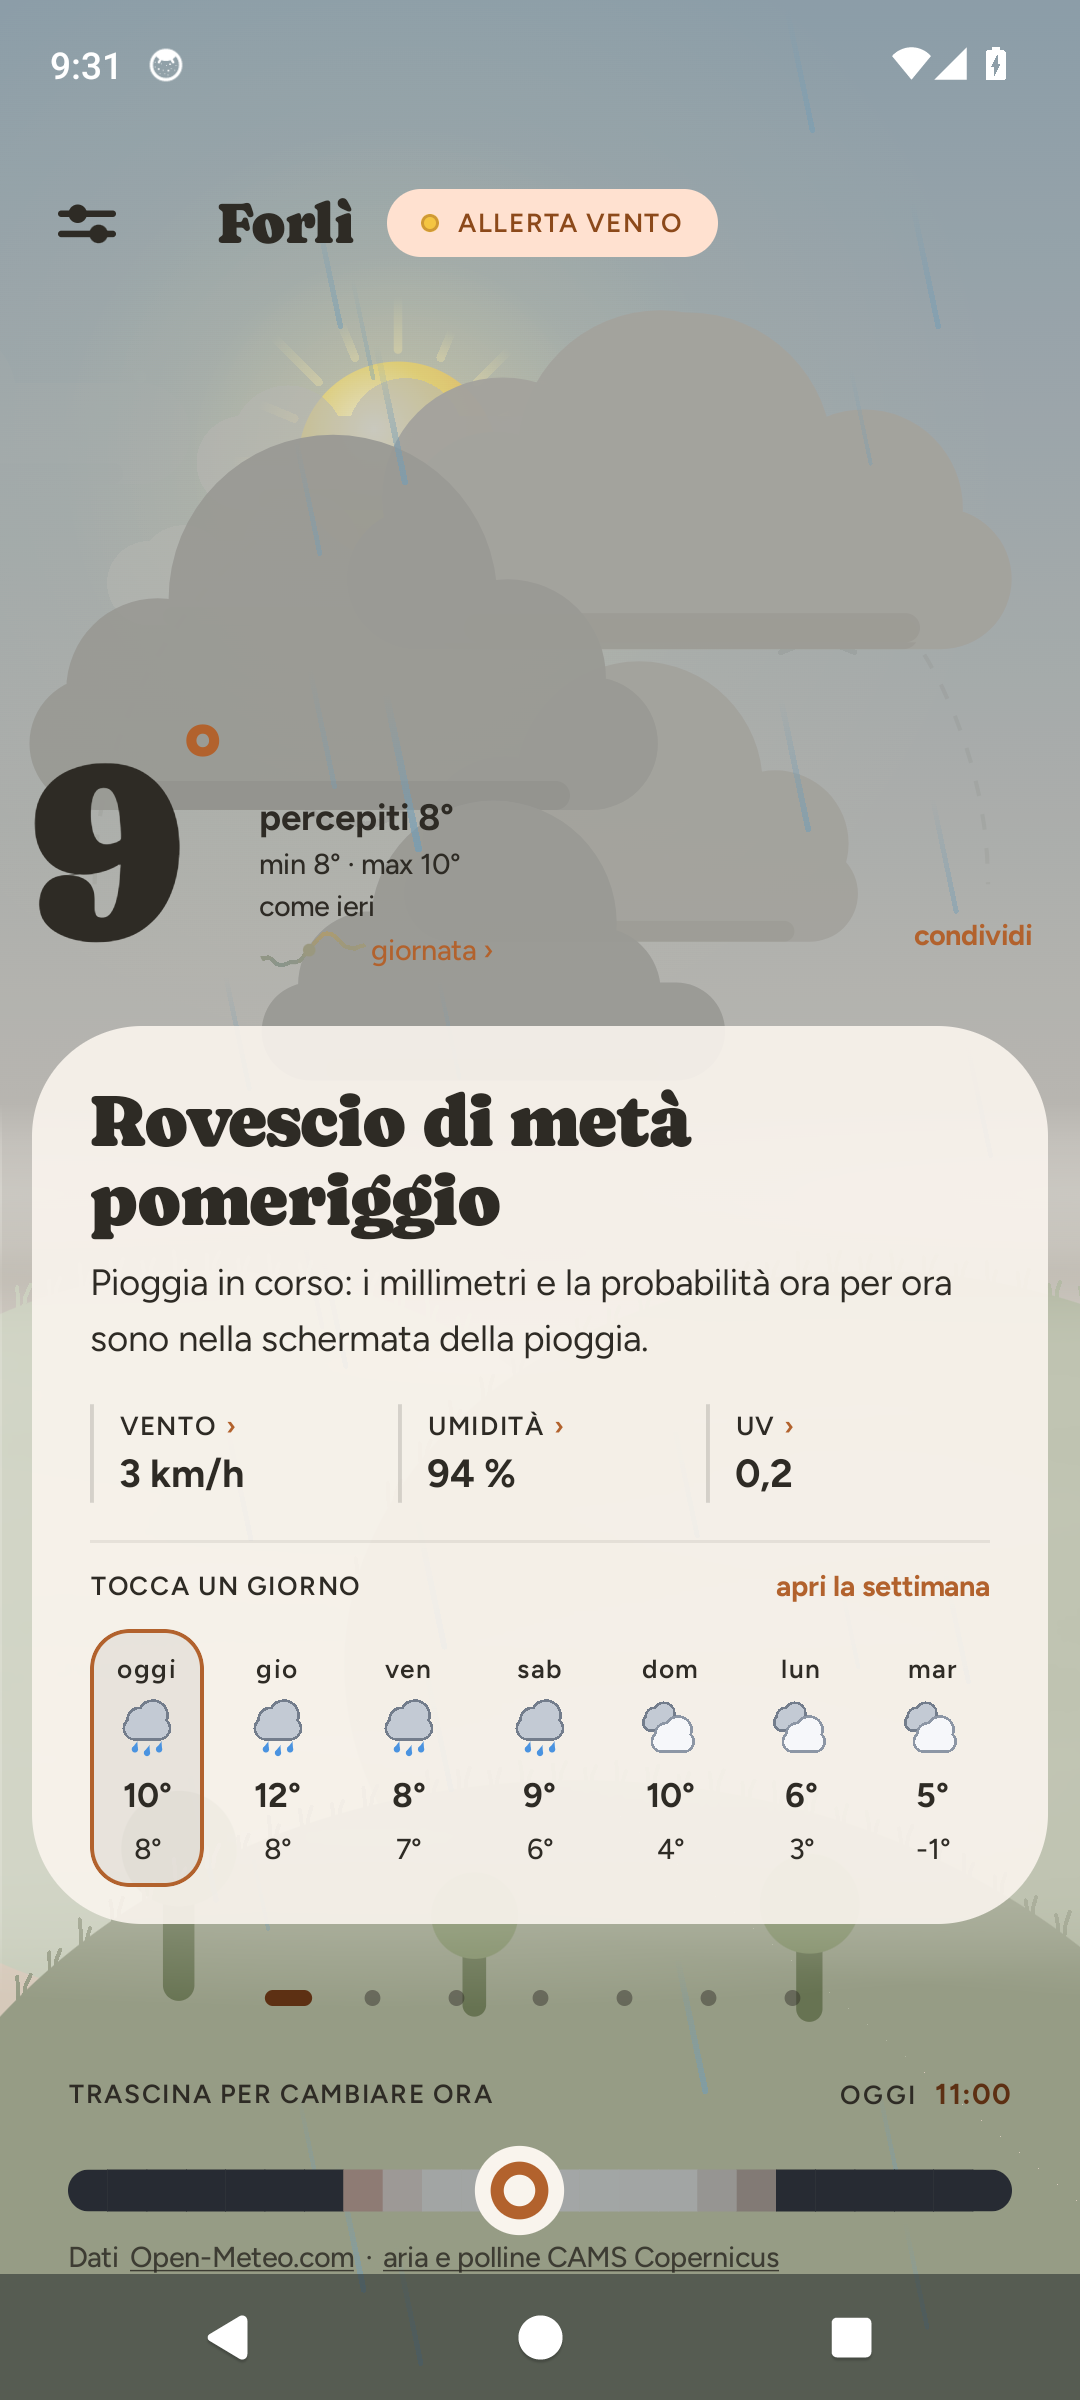 9:31
Forlì
ALLERTA VENTO
9°
percepiti 8°
min 8° · max 10°
come ieri
giornata ›
condividi
Rovescio di metà
pomeriggio
Pioggia in corso: i millimetri e la probabilità ora per ora
sono nella schermata della pioggia.
VENTO › UMIDITÀ › UV ›
3 km/h 94 % 0,2
TOCCA UN GIORNO apri la settimana
oggi gio ven sab dom lun mar
10° 12° 8° 9° 10° 6° 5°
8° 8° 7° 6° 4° 3° -1°
TRASCINA PER CAMBIARE ORA OGGI 11:00
Dati Open-Meteo.com · aria e polline CAMS Copernicus